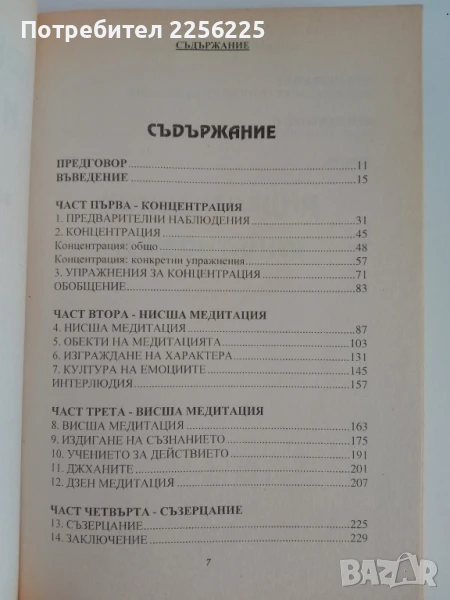 Потребител 2256225
СЪДЪРЖАНИЕ
СЪДЪРЖАНИЕ
ПРЕДГОВОР 11
ВЪВЕДЕНИЕ 15
ЧАСТ ПЪРВА - КОНЦЕНТРАЦИЯ
1. ПРЕДВАРИТЕЛНИ НАБЛЮДЕНИЯ 31
2. КОНЦЕНТРАЦИЯ 45
Концентрация: общо 48
Концентрация: конкретни упражнения 57
3. УПРАЖНЕНИЯ ЗА КОНЦЕНТРАЦИЯ 71
ОБОБЩЕНИЕ 83
ЧАСТ ВТОРА - НИСША МЕДИТАЦИЯ
4. НИСША МЕДИТАЦИЯ 87
5. ОБЕКТИ НА МЕДИТАЦИЯТА 103
6. ИЗГРАЖДАНЕ НА ХАРАКТЕРА 131
7. КУЛТУРА НА ЕМОЦИИТЕ 145
ИНТЕРЛЮДИЯ 157
ЧАСТ ТРЕТА - ВИСША МЕДИТАЦИЯ
8. ВИСША МЕДИТАЦИЯ 163
9. ИЗДИГАНЕ НА СЪЗНАНИЕТО 175
10. УЧЕНИЕТО ЗА ДЕЙСТВИЕТО 191
11. ДЖХАНИТЕ 201
12. ДЗЕН МЕДИТАЦИЯ 207
ЧАСТ ЧЕТВЪРТА - СЪЗЕРЦАНИЕ
13. СЪЗЕРЦАНИЕ 225
14. ЗАКЛЮЧЕНИЕ 229
7
BAZAR